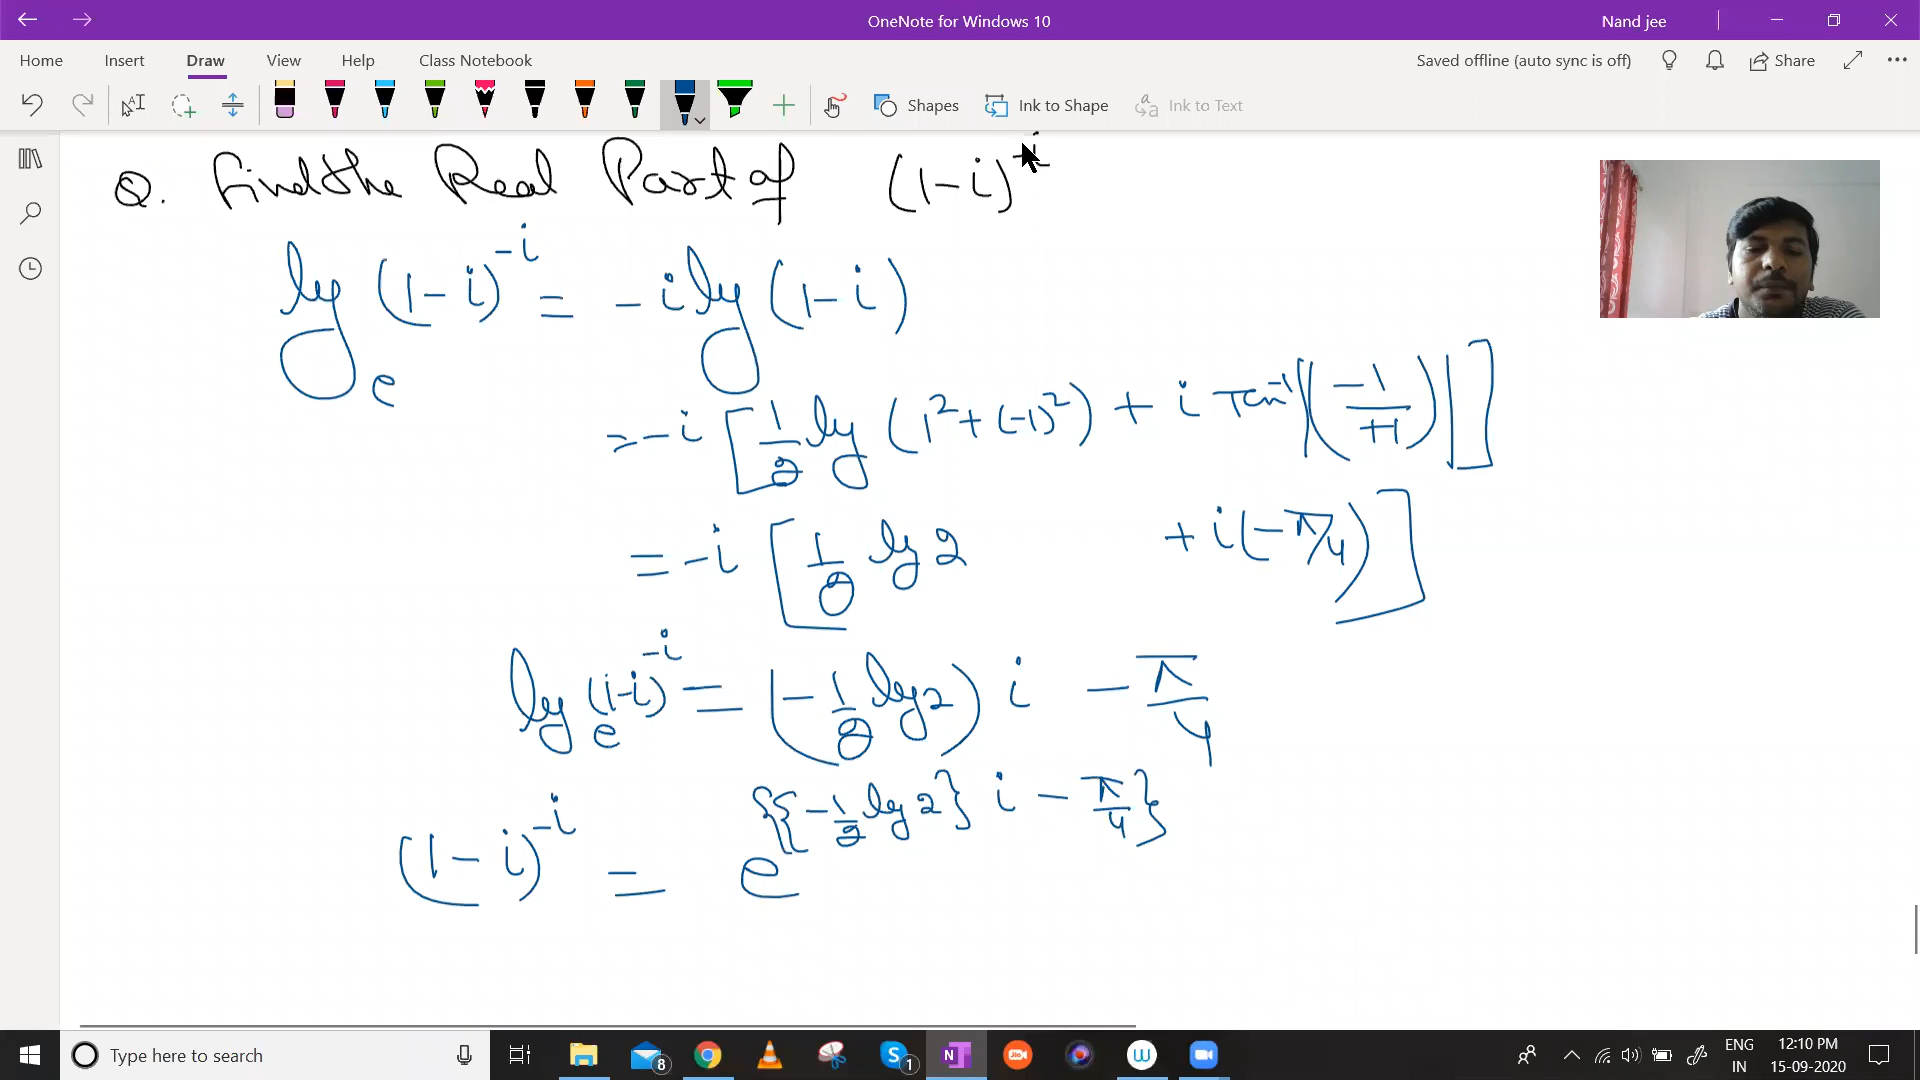 OneNote for Windows 10
Nand jee
Home Insert Draw View Help Class Notebook
Saved offline (auto sync is off) Share
Shapes Ink to Shape Ink to Text
Q. Find the Real Part of (1-i)^-i
log_e (1-i)^-i = -i log (1-i)
= -i [1/2 log (1^2 + (-1)^2) + i Tan^-1 |(-1/+1)|]
= -i [1/2 log 2 + i(-π/4)]
log_e (1-i)^-i = (-1/2 log 2) i - π/4
(1-i)^-i = e^{{-1/2 log 2} i - π/4}
Type here to search
8
1
N
Jio
W
ENG
IN
12:10 PM
15-09-2020